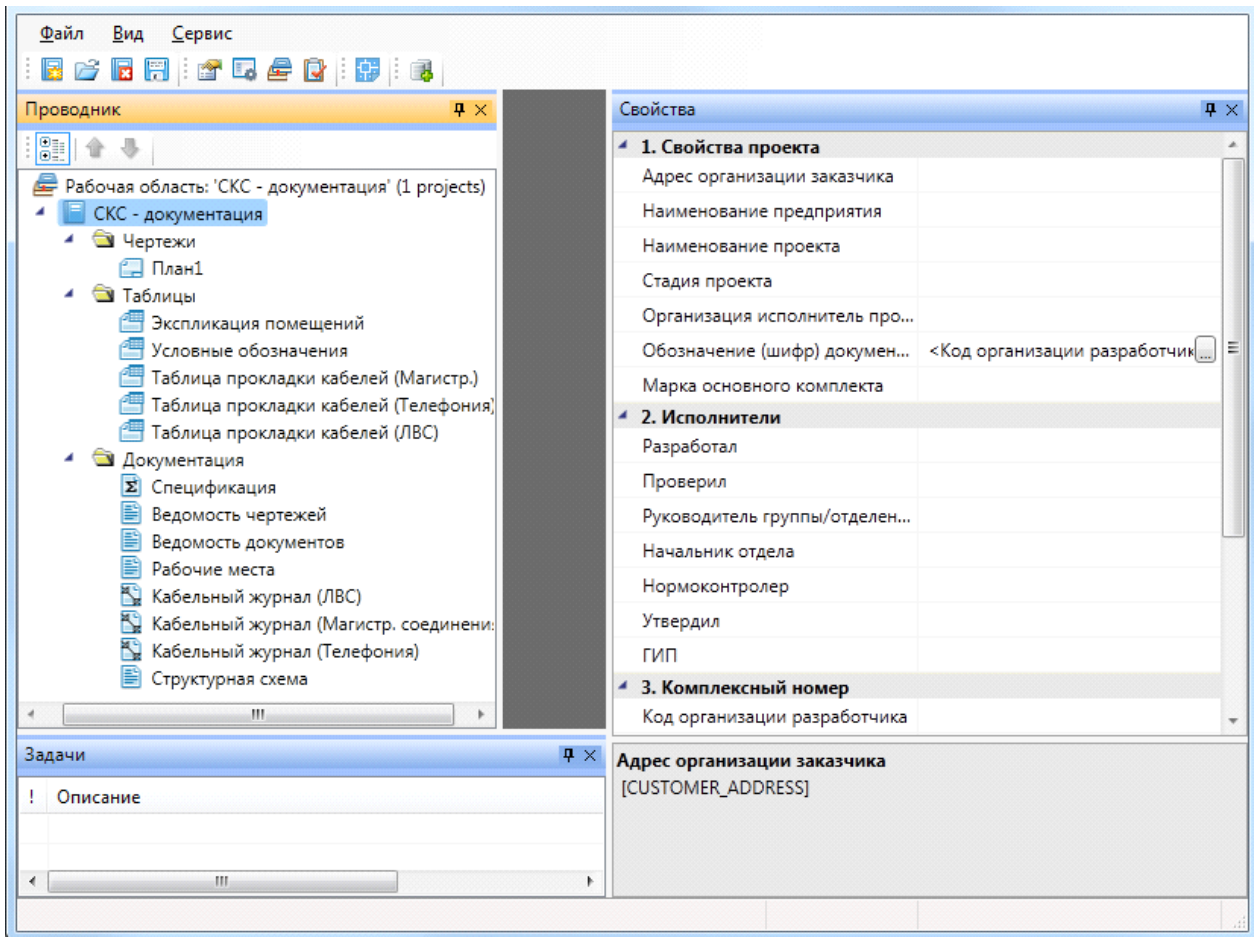 Файл Вид Сервис
Проводник
Рабочая область: 'СКС - документация' (1 projects)
СКС - документация
Чертежи
План1
Таблицы
Экспликация помещений
Условные обозначения
Таблица прокладки кабелей (Магистр.)
Таблица прокладки кабелей (Телефония)
Таблица прокладки кабелей (ЛВС)
Документация
Спецификация
Ведомость чертежей
Ведомость документов
Рабочие места
Кабельный журнал (ЛВС)
Кабельный журнал (Магистр. соединени
Кабельный журнал (Телефония)
Структурная схема
Задачи
! Описание
Свойства
1. Свойства проекта
Адрес организации заказчика
Наименование предприятия
Наименование проекта
Стадия проекта
Организация исполнитель про...
Обозначение (шифр) докумен... <Код организации разработчик ...
Марка основного комплекта
2. Исполнители
Разработал
Проверил
Руководитель группы/отделен...
Начальник отдела
Нормоконтролер
Утвердил
ГИП
3. Комплексный номер
Код организации разработчика
Адрес организации заказчика
[CUSTOMER_ADDRESS]